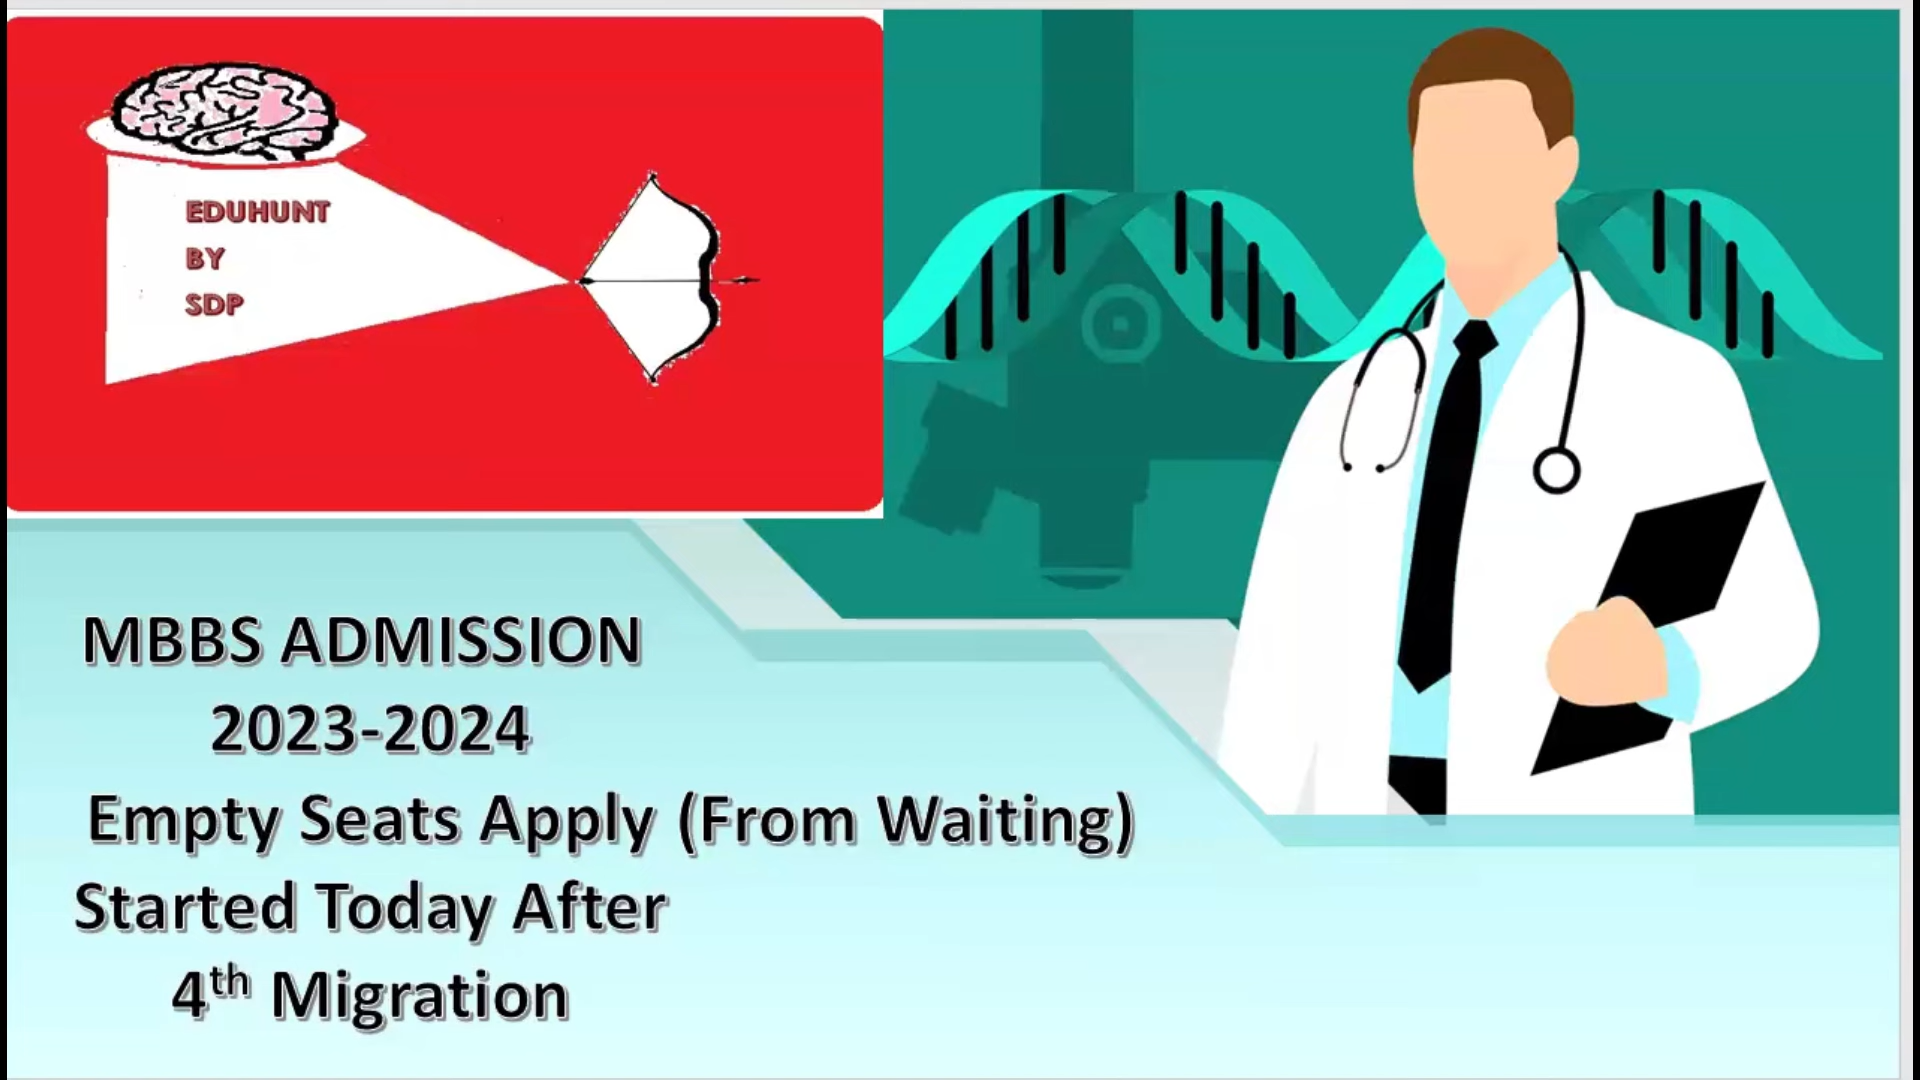 EDUHUNT
BY
SDP
MBBS ADMISSION
2023-2024
Empty Seats Apply (From Waiting)
Started Today After
4th Migration